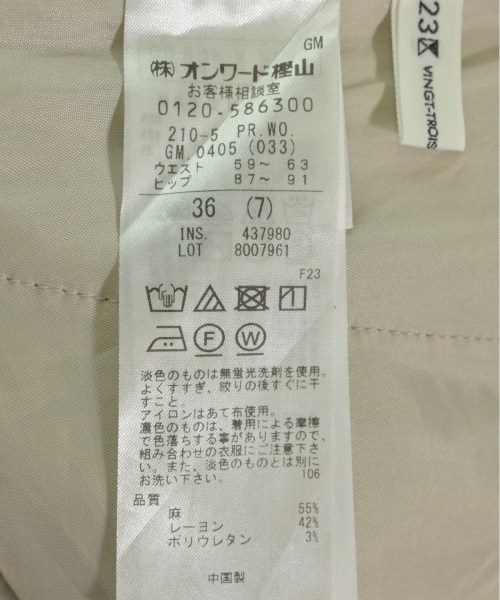 GM
(株)オンワード樫山
お客様相談室
0120-586300
210-5 PR.WO.
GM 0405 (033)
ウエスト 59~ 63
ヒップ 87~ 91
36 (7)
INS. 437980
LOT 8007961
F23
F W
淡色のものは無蛍光洗剤を使用。
よくすすぎ、絞りの後すぐに干
すこと。
アイロンはあて布使用。
濃色のものは、着用による摩擦
で色落ちする事がありますので、
組み合わせの衣服にご注意下さ
い。また、淡色のものとは別に
お洗い下さい。 106
品質
麻 55%
レーヨン 42%
ポリウレタン 3%
中国製
23
VINGT-TROIS